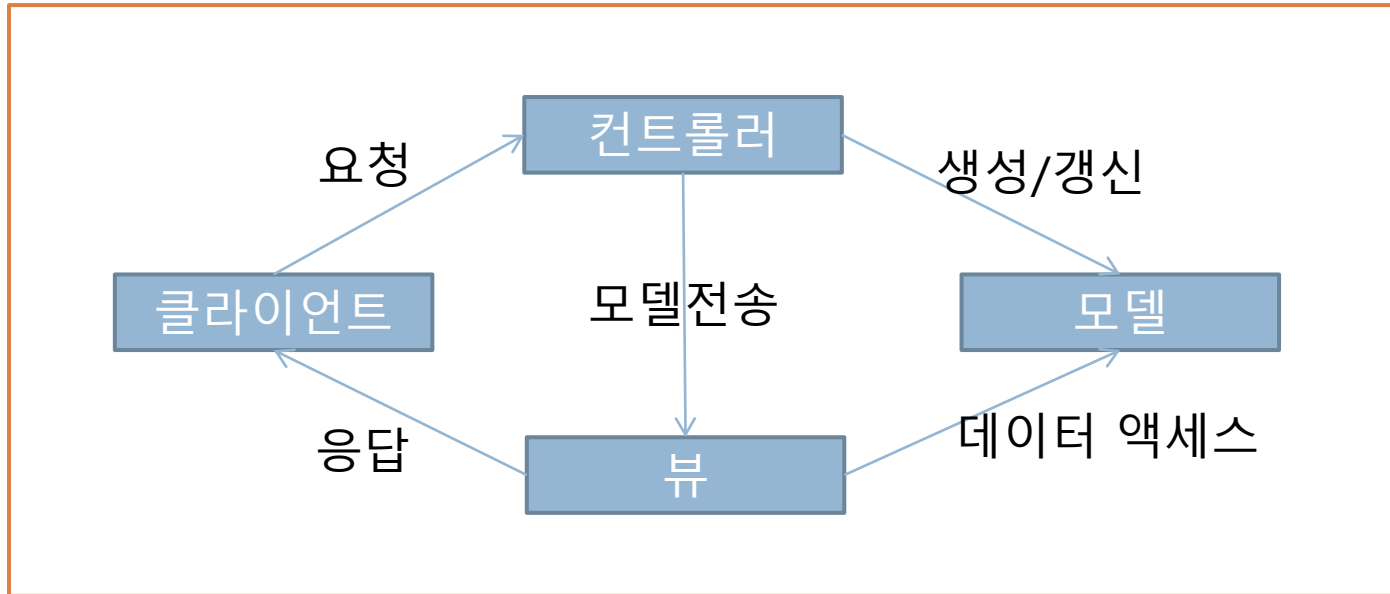 컨트롤러
요청
생성/갱신
클라이언트
모델전송
모델
응답
데이터 액세스
뷰